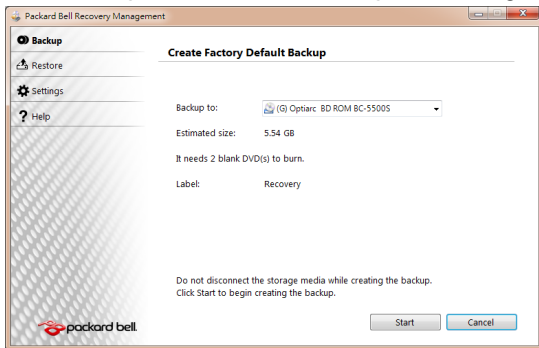 Packard Bell Recovery Management
Backup
Restore
Settings
? Help
Create Factory Default Backup
Backup to:
(G) Optiarc BD ROM BC-5500S
Estimated size:
5.54 GB
It needs 2 blank DVD(s) to burn.
Label:
Recovery
Do not disconnect the storage media while creating the backup.
Click Start to begin creating the backup.
packard bell.
Start
Cancel